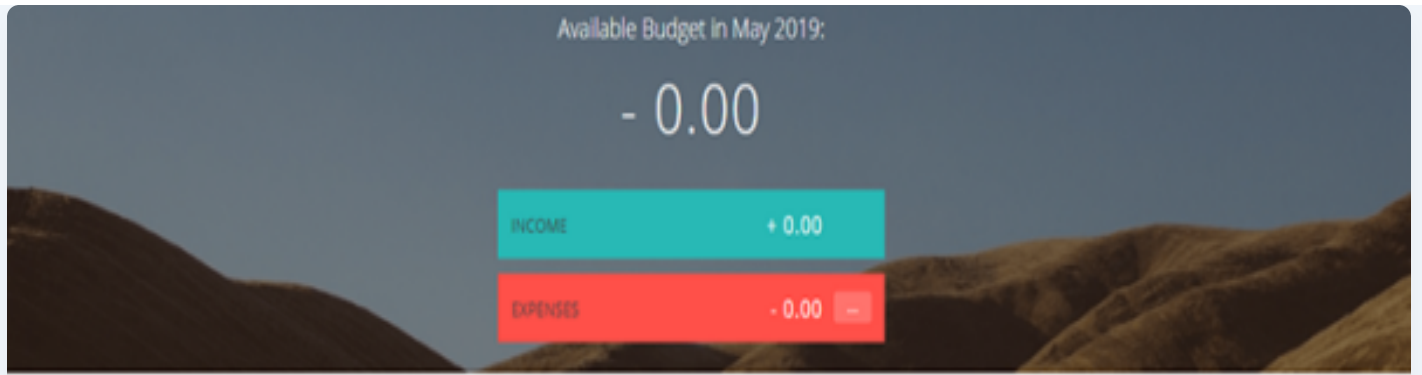 Available Budget in May 2019:
- 0.00
INCOME + 0.00
EXPENSES - 0.00 --